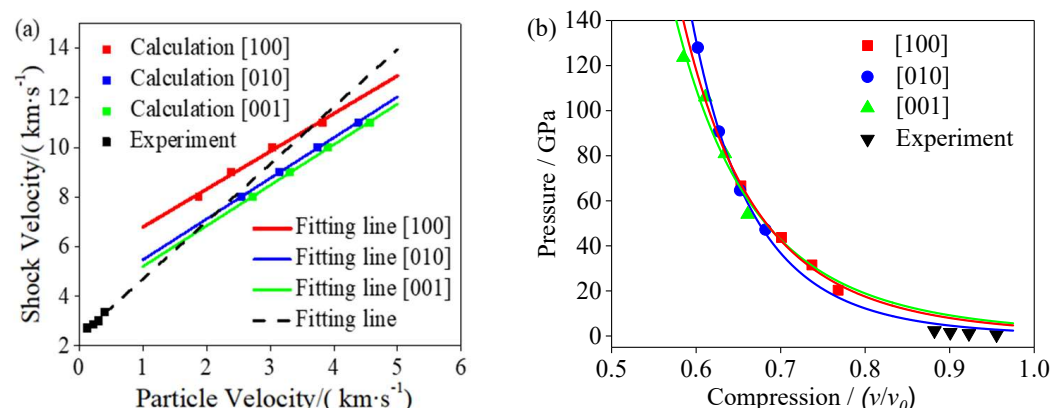 (a)
Shock Velocity/( km·s⁻¹)
14
12
10
8
6
4
2
Calculation [100]
Calculation [010]
Calculation [001]
Experiment
Fitting line [100]
Fitting line [010]
Fitting line [001]
Fitting line
0 1 2 3 4 5 6
Particle Velocity/( km·s⁻¹)
(b)
Pressure / GPa
140
120
100
80
60
40
20
0
[100]
[010]
[001]
Experiment
0.5 0.6 0.7 0.8 0.9 1.0
Compression / (v/v₀)